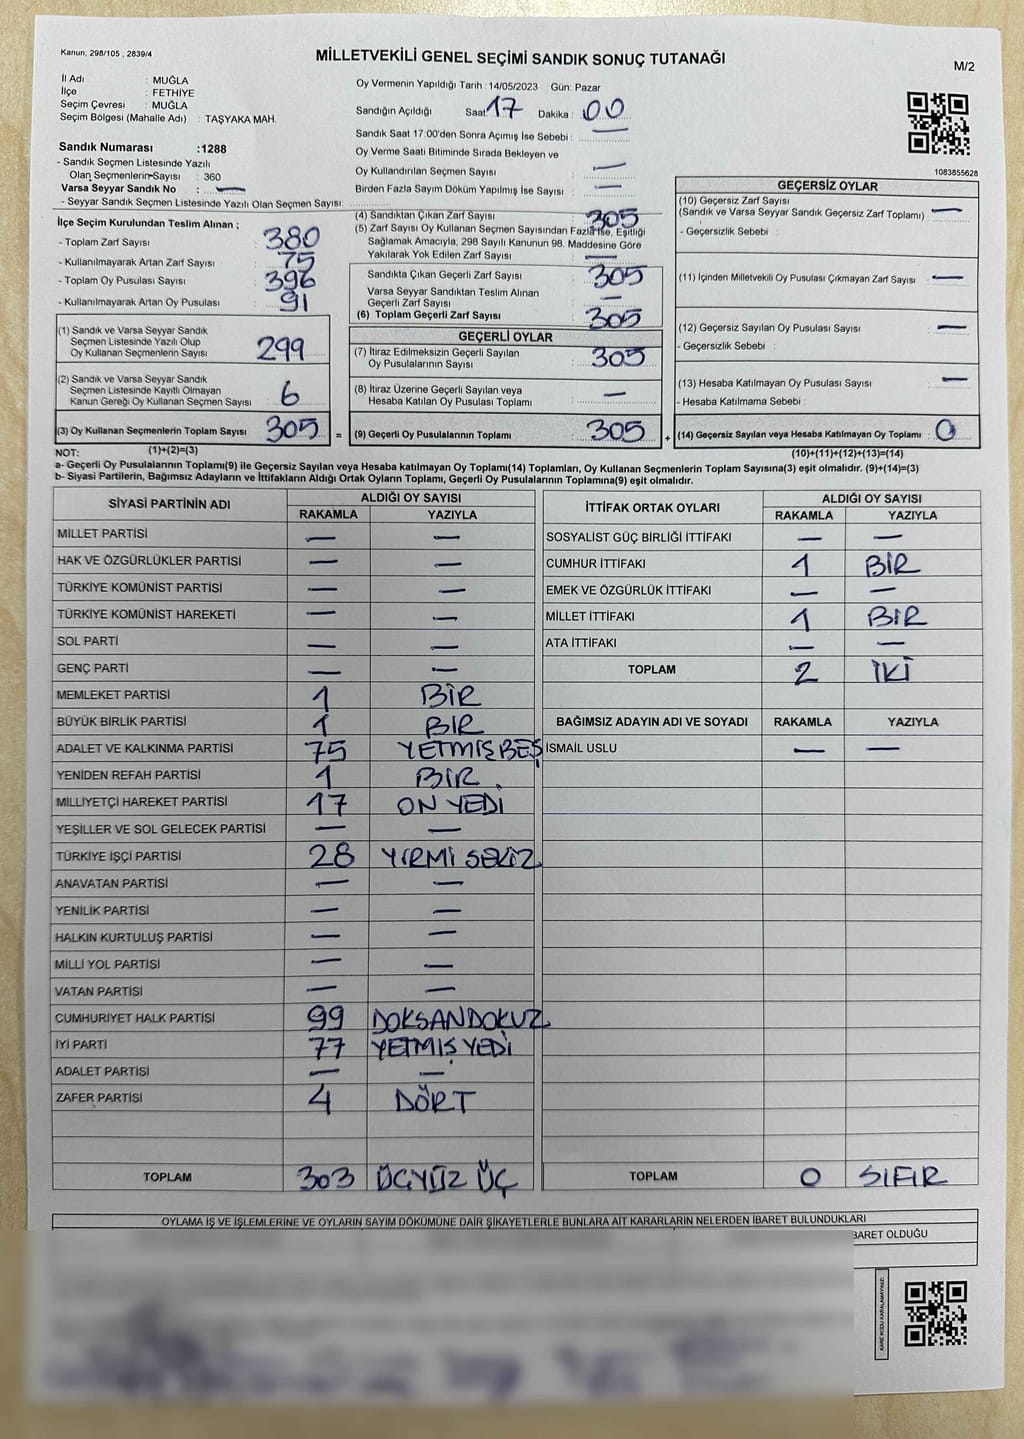 Kanun; 298/105 , 2839/4
MİLLETVEKİLİ GENEL SEÇİMİ SANDIK SONUÇ TUTANAĞI
M/2
İl Adı : MUĞLA
İlçe : FETHİYE
Seçim Çevresi : MUĞLA
Seçim Bölgesi (Mahalle Adı) : TAŞYAKA MAH.
Sandık Numarası :1288
- Sandık Seçmen Listesinde Yazılı
Olan Seçmenlerin Sayısı : 360
Varsa Seyyar Sandık No : —
- Seyyar Sandık Seçmen Listesinde Yazılı Olan Seçmen Sayısı:
Oy Vermenin Yapıldığı Tarih :14/05/2023 Gün: Pazar
Sandığın Açıldığı Saat 17 Dakika : 00
Sandık Saat 17:00'den Sonra Açımış İse Sebebi : —
Oy Verme Saati Bitiminde Sırada Bekleyen ve
Oy Kullandırılan Seçmen Sayısı : —
Birden Fazla Sayım Döküm Yapılmış İse Sayısı : —
1083855628
İlçe Seçim Kurulundan Teslim Alınan ;
- Toplam Zarf Sayısı : 380
- Kullanılmayarak Artan Zarf Sayısı : 75
- Toplam Oy Pusulası Sayısı : 396
- Kullanılmayarak Artan Oy Pusulası : 91
(1) Sandık ve Varsa Seyyar Sandık
Seçmen Listesinde Yazılı Olup
Oy Kullanan Seçmenlerin Sayısı : 299
(2) Sandık ve Varsa Seyyar Sandık
Seçmen Listesinde Kayıtlı Olmayan
Kanun Gereği Oy Kullanan Seçmen Sayısı : 6
(3) Oy Kullanan Seçmenlerin Toplam Sayısı : 305
(1)+(2)=(3)
(4) Sandıktan Çıkan Zarf Sayısı : 305
(5) Zarf Sayısı Oy Kullanan Seçmen Sayısından Fazla İse, Eşitliği
Sağlamak Amacıyla, 298 Sayılı Kanunun 98. Maddesine Göre
Yakılarak Yok Edilen Zarf Sayısı : —
Sandıkta Çıkan Geçerli Zarf Sayısı : 305
Varsa Seyyar Sandıktan Teslim Alınan
Geçerli Zarf Sayısı : —
(6) Toplam Geçerli Zarf Sayısı : 305
GEÇERLİ OYLAR
(7) İtiraz Edilmeksizin Geçerli Sayılan
Oy Pusulalarının Sayısı : 305
(8) İtiraz Üzerine Geçerli Sayılan veya
Hesaba Katılan Oy Pusulası Toplamı : —
= (9) Geçerli Oy Pusulalarının Toplamı : 305
GEÇERSİZ OYLAR
(10) Geçersiz Zarf Sayısı
(Sandık ve Varsa Seyyar Sandık Geçersiz Zarf Toplamı) : —
- Geçersizlik Sebebi :
(11) İçinden Milletvekili Oy Pusulası Çıkmayan Zarf Sayısı : —
(12) Geçersiz Sayılan Oy Pusulası Sayısı : —
- Geçersizlik Sebebi :
(13) Hesaba Katılmayan Oy Pusulası Sayısı : —
- Hesaba Katılmama Sebebi :
+ (14) Geçersiz Sayılan veya Hesaba Katılmayan Oy Toplamı : 0
(10)+(11)+(12)+(13)=(14)
NOT:
a- Geçerli Oy Pusulalarının Toplamı(9) ile Geçersiz Sayılan veya Hesaba katılmayan Oy Toplamı(14) Toplamları, Oy Kullanan Seçmenlerin Toplam Sayısına(3) eşit olmalıdır. (9)+(14)=(3)
b- Siyasi Partilerin, Bağımsız Adayların ve İttifakların Aldığı Ortak Oyların Toplamı, Geçerli Oy Pusulalarının Toplamına(9) eşit olmalıdır.
SİYASİ PARTİNİN ADI ALDIĞI OY SAYISI
RAKAMLA YAZIYLA
MİLLET PARTİSİ — —
HAK VE ÖZGÜRLÜKLER PARTİSİ — —
TÜRKİYE KOMÜNİST PARTİSİ — —
TÜRKİYE KOMÜNİST HAREKETİ — —
SOL PARTİ — —
GENÇ PARTİ — —
MEMLEKET PARTİSİ 1 BİR
BÜYÜK BİRLİK PARTİSİ 1 BİR
ADALET VE KALKINMA PARTİSİ 75 YETMİŞBEŞ
YENİDEN REFAH PARTİSİ 1 BİR
MİLLİYETÇİ HAREKET PARTİSİ 17 ON YEDİ
YEŞİLLER VE SOL GELECEK PARTİSİ — —
TÜRKİYE İŞÇİ PARTİSİ 28 YİRMİ SEKİZ
ANAVATAN PARTİSİ — —
YENİLİK PARTİSİ — —
HALKIN KURTULUŞ PARTİSİ — —
MİLLİ YOL PARTİSİ — —
VATAN PARTİSİ — —
CUMHURİYET HALK PARTİSİ 99 DOKSANDOKUZ
İYİ PARTİ 77 YETMİŞ YEDİ
ADALET PARTİSİ — —
ZAFER PARTİSİ 4 DÖRT
TOPLAM 303 ÜÇYÜZ ÜÇ
İTTİFAK ORTAK OYLARI ALDIĞI OY SAYISI
RAKAMLA YAZIYLA
SOSYALİST GÜÇ BİRLİĞİ İTTİFAKI — —
CUMHUR İTTİFAKI 1 BİR
EMEK VE ÖZGÜRLÜK İTTİFAKI — —
MİLLET İTTİFAKI 1 BİR
ATA İTTİFAKI — —
TOPLAM 2 İKİ
BAĞIMSIZ ADAYIN ADI VE SOYADI RAKAMLA YAZIYLA
İSMAİL USLU — —
TOPLAM 0 SIFIR
OYLAMA İŞ VE İŞLEMLERİNE VE OYLARIN SAYIM DÖKÜMÜNE DAİR ŞİKAYETLERLE BUNLARA AİT KARARLARIN NELERDEN İBARET BULUNDUKLARI
BARET OLDUĞU
KARE KODU KARALAMAYINIZ!